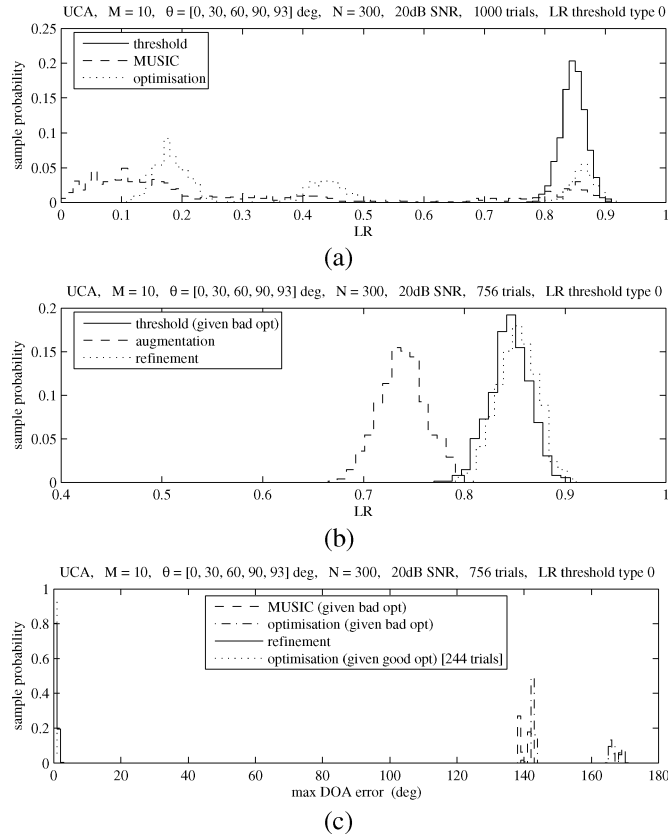 UCA, M = 10, θ = [0, 30, 60, 90, 93] deg, N = 300, 20dB SNR, 1000 trials, LR threshold type 0
0.25
0.2
0.15
0.1
0.05
0
sample probability
threshold
MUSIC
optimisation
0 0.1 0.2 0.3 0.4 0.5 0.6 0.7 0.8 0.9 1
LR
(a)
UCA, M = 10, θ = [0, 30, 60, 90, 93] deg, N = 300, 20dB SNR, 756 trials, LR threshold type 0
0.2
0.15
0.1
0.05
0
sample probability
threshold (given bad opt)
augmentation
refinement
0.4 0.5 0.6 0.7 0.8 0.9 1
LR
(b)
UCA, M = 10, θ = [0, 30, 60, 90, 93] deg, N = 300, 20dB SNR, 756 trials, LR threshold type 0
1
0.8
0.6
0.4
0.2
0
sample probability
MUSIC (given bad opt)
optimisation (given bad opt)
refinement
optimisation (given good opt) [244 trials]
0 20 40 60 80 100 120 140 160 180
max DOA error (deg)
(c)